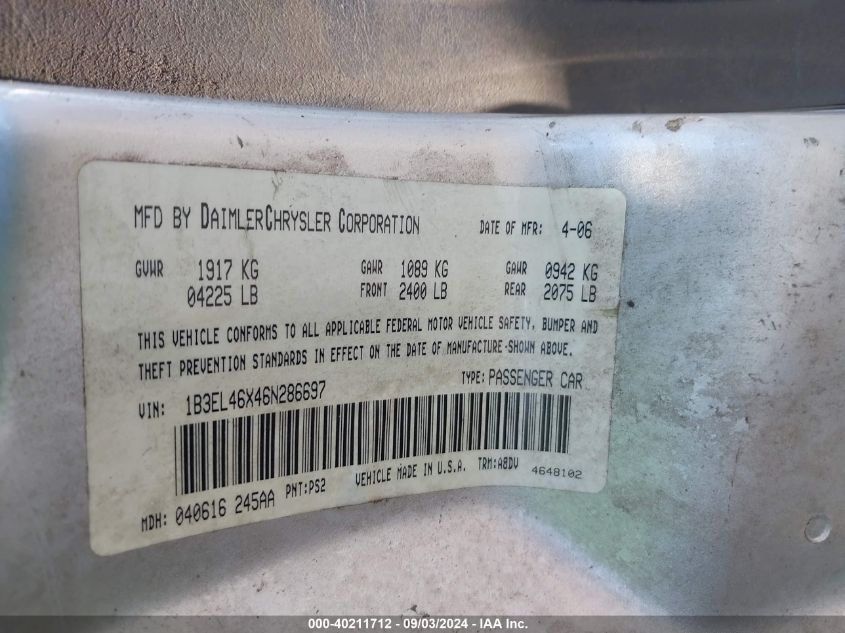 MFD BY DAIMLERCHRYSLER CORPORATION DATE OF MFR: 4-06
GVWR 1917 KG GAWR 1089 KG GAWR 0942 KG
04225 LB FRONT 2400 LB REAR 2075 LB
THIS VEHICLE CONFORMS TO ALL APPLICABLE FEDERAL MOTOR VEHICLE SAFETY, BUMPER AND
THEFT PREVENTION STANDARDS IN EFFECT ON THE DATE OF MANUFACTURE-SHOWN ABOVE.
VIN: 1B3EL46X46N286697 TYPE: PASSENGER CAR
MDH: 040616 245AA PNT:PS2 VEHICLE MADE IN U.S.A. TRM:A8DV 4648102
000-40211712 - 09/03/2024 - IAA Inc.